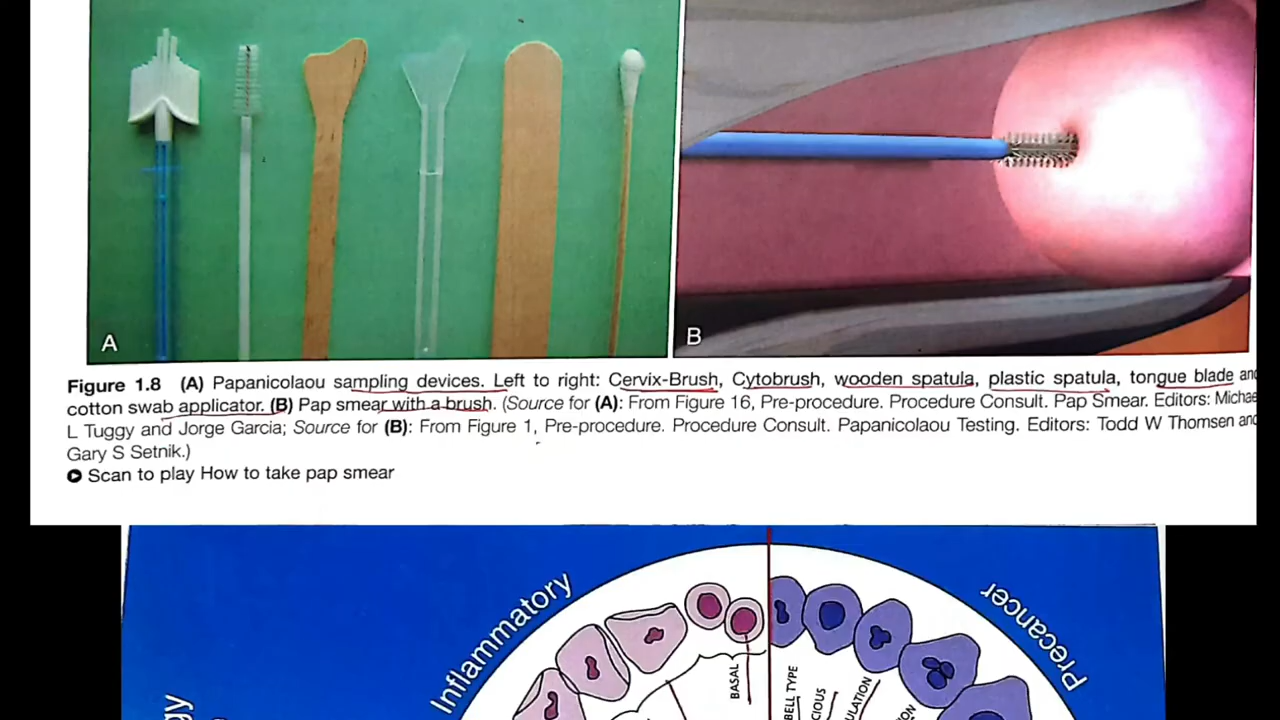 A
B
Figure 1.8 (A) Papanicolaou sampling devices. Left to right: Cervix-Brush, Cytobrush, wooden spatula, plastic spatula, tongue blade and
cotton swab applicator. (B) Pap smear with a brush. (Source for (A): From Figure 16, Pre-procedure. Procedure Consult. Pap Smear. Editors: Michae
L Tuggy and Jorge Garcia; Source for (B): From Figure 1, Pre-procedure. Procedure Consult. Papanicolaou Testing. Editors: Todd W Thomsen and
Gary S Setnik.)
Scan to play How to take pap smear
Inflammatory
Precancer
BASAL